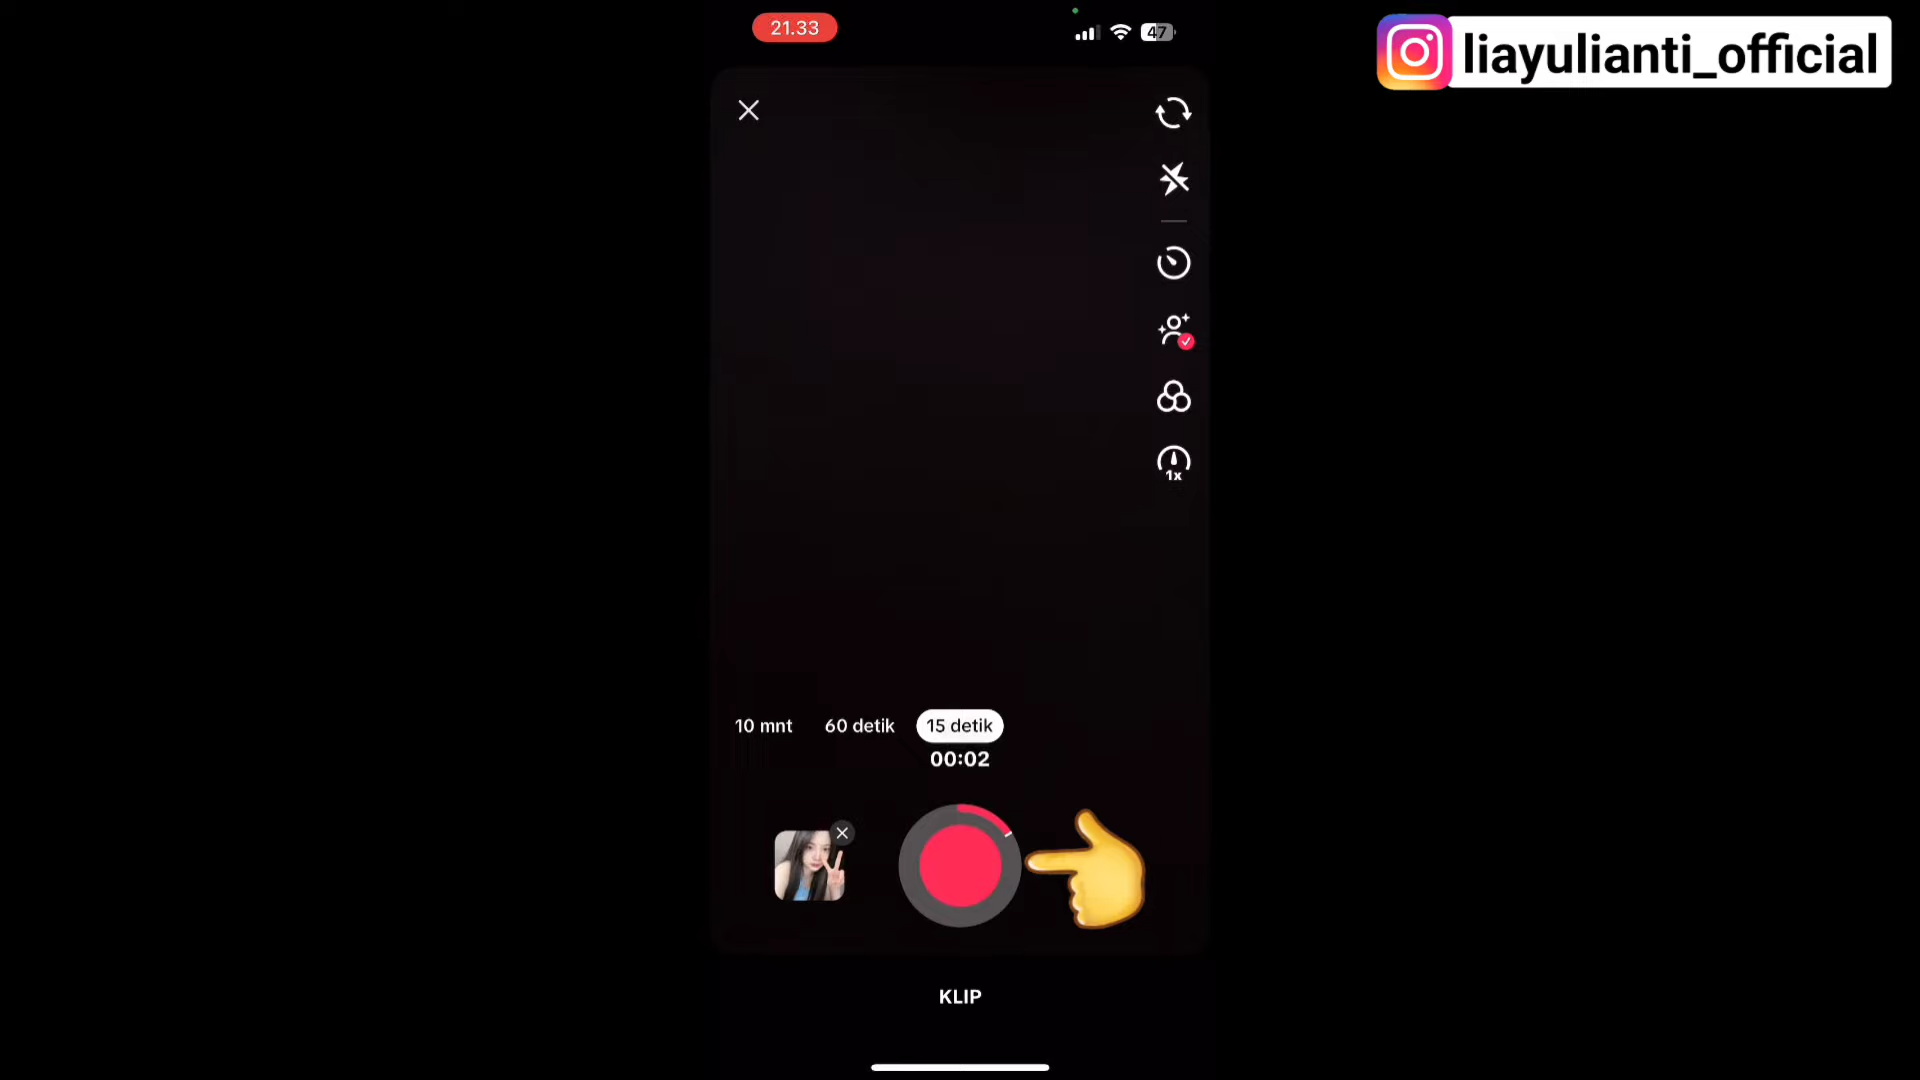 21.33
47
liayulianti_official
1x
10 mnt
60 detik
15 detik
00:02
KLIP